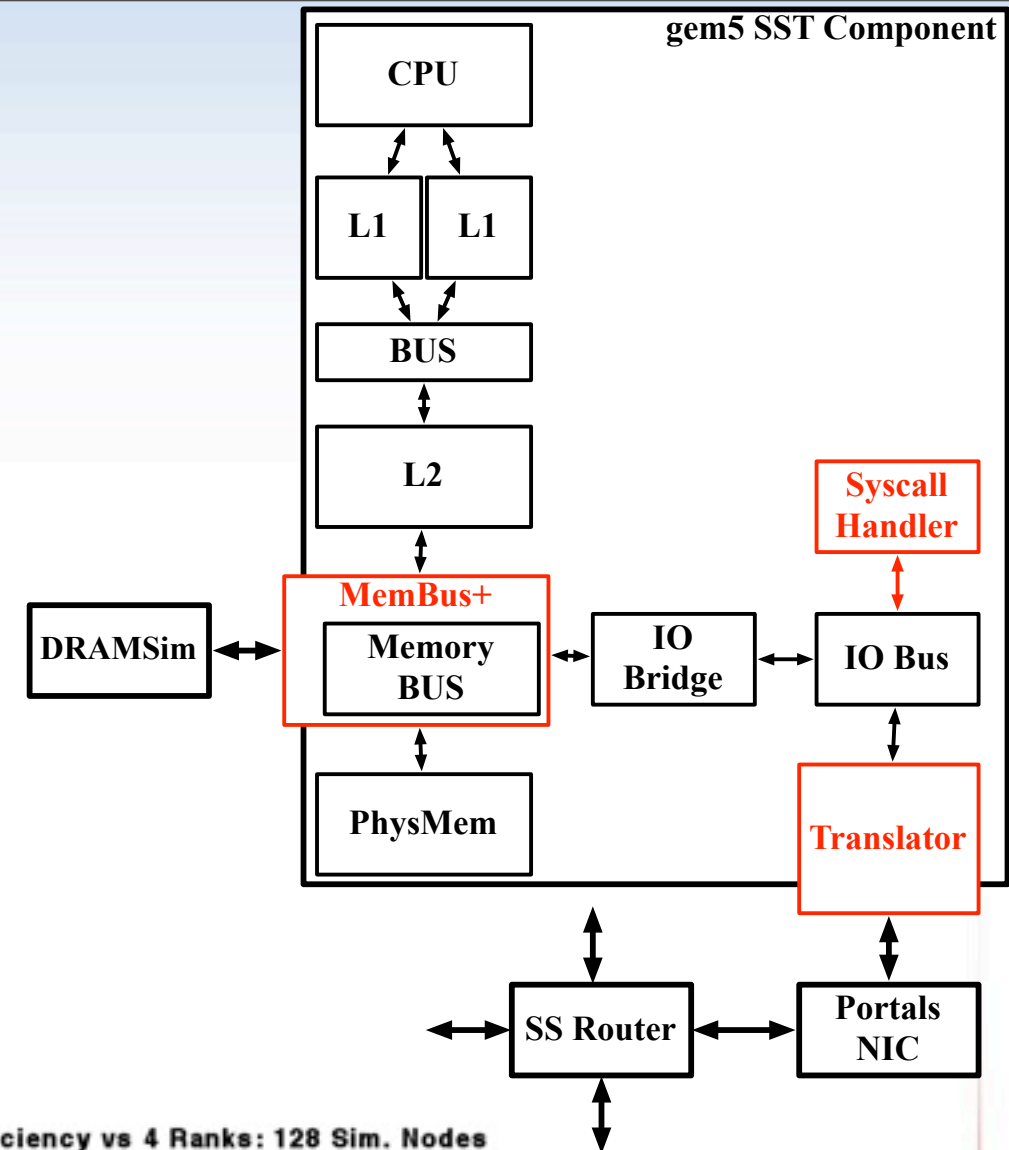 gem5 SST Component
CPU
L1
L1
BUS
L2
Syscall
Handler
MemBus+
DRAMSim
Memory
BUS
IO
Bridge
IO Bus
PhysMem
Translator
SS Router
Portals
NIC
vs 4 Ranks: 128 Sim. Nodes